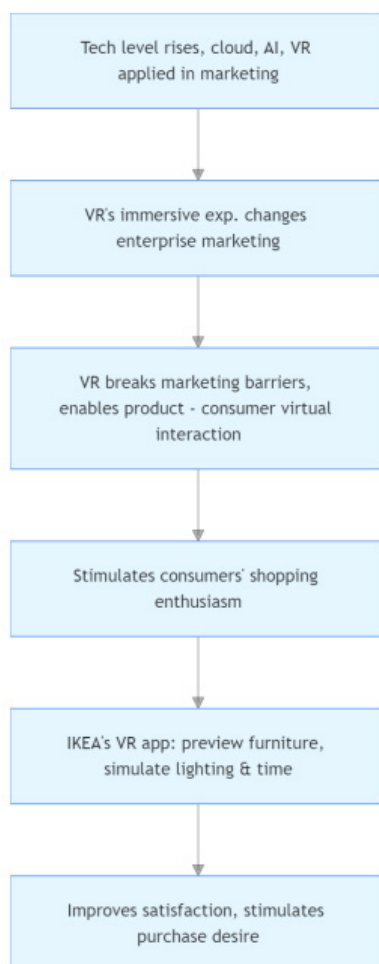 Tech level rises, cloud, AI, VR
applied in marketing
VR's immersive exp. changes
enterprise marketing
VR breaks marketing barriers,
enables product - consumer virtual
interaction
Stimulates consumers' shopping
enthusiasm
IKEA's VR app: preview furniture,
simulate lighting & time
Improves satisfaction, stimulates
purchase desire